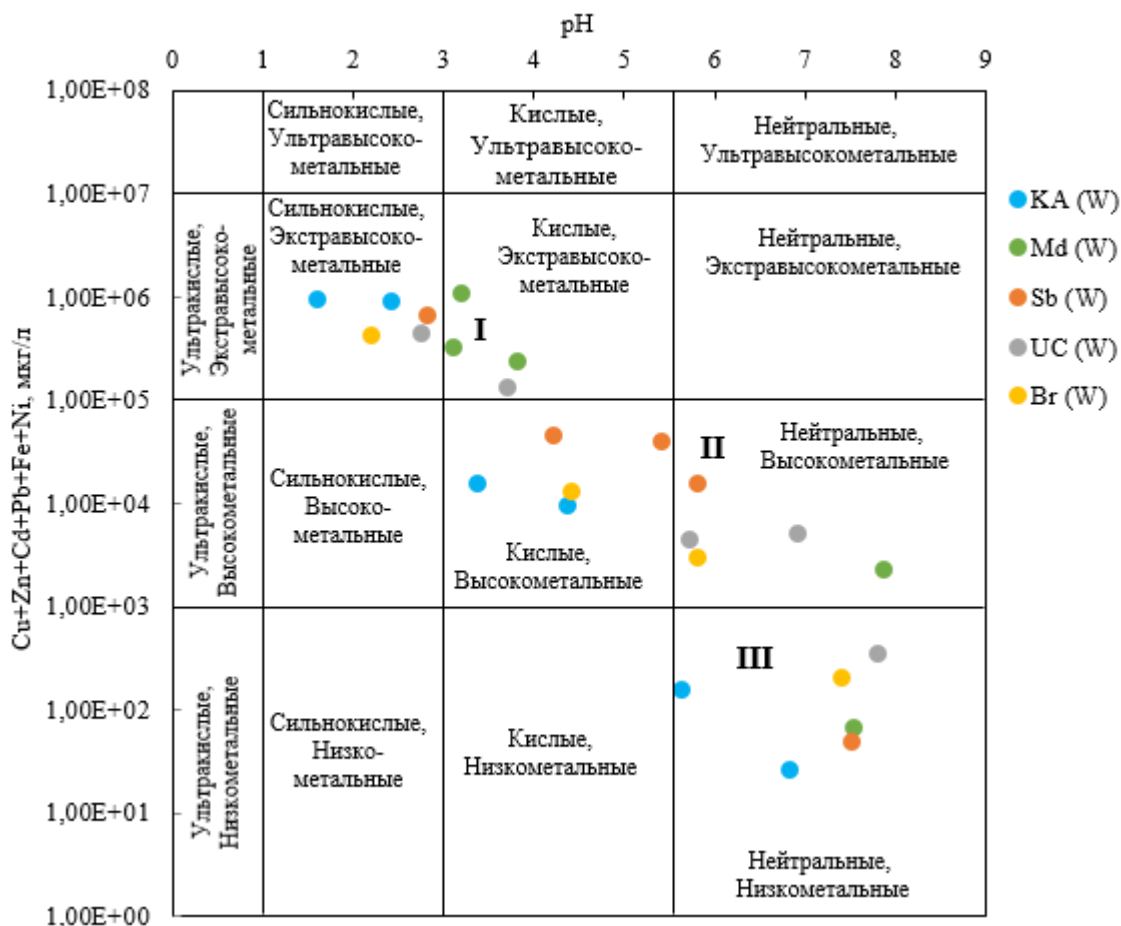 pH
0 1 2 3 4 5 6 7 8 9
1,00E+08
1,00E+07
1,00E+06
1,00E+05
1,00E+04
1,00E+03
1,00E+02
1,00E+01
1,00E+00
Cu+Zn+Cd+Pb+Fe+Ni, мкг/л
Сильнокислые,
Ультравысоко-
метальные
Кислые,
Ультравысоко-
метальные
Нейтральные,
Ультравысокометальные
Ультракислые,
Экстравысоко-
метальные
Сильнокислые,
Экстравысоко-
метальные
Кислые,
Экстравысоко-
метальные
Нейтральные,
Экстравысокометальные
I
Ультракислые,
Высокометальные
Сильнокислые,
Высоко-
метальные
Кислые,
Высокометальные
II
Нейтральные,
Высокометальные
Ультракислые,
Низкометальные
Сильнокислые,
Низко-
метальные
Кислые,
Низкометальные
III
Нейтральные,
Низкометальные
KA (W)
Md (W)
Sb (W)
UC (W)
Br (W)